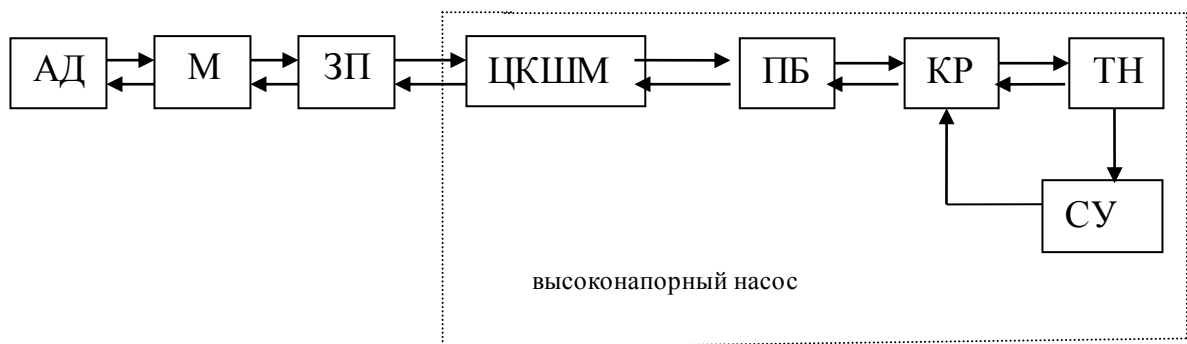 АД М ЗП ЦКШМ ПБ КР ТН
СУ
высоконапорный насос